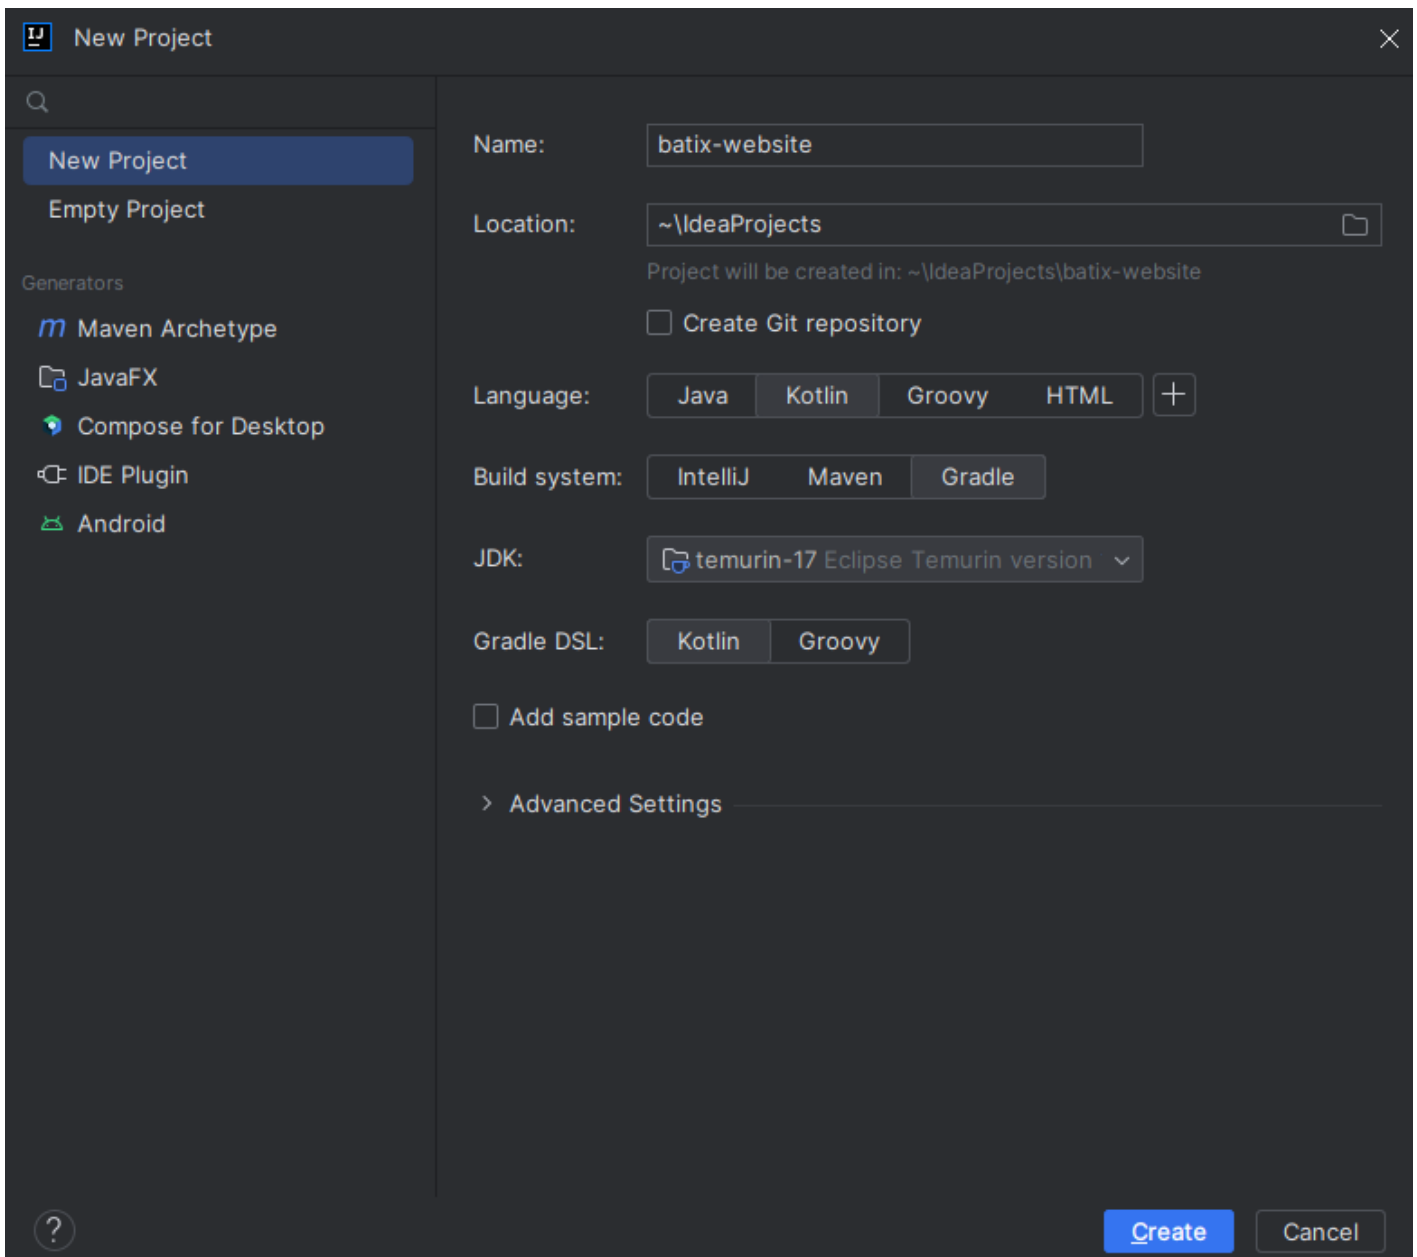 IJ New Project
New Project
Empty Project
Generators
m Maven Archetype
JavaFX
Compose for Desktop
IDE Plugin
Android
Name: batix-website
Location: ~\IdeaProjects
Project will be created in: ~\IdeaProjects\batix-website
Create Git repository
Language: Java Kotlin Groovy HTML +
Build system: IntelliJ Maven Gradle
JDK: temurin-17 Eclipse Temurin version
Gradle DSL: Kotlin Groovy
Add sample code
Advanced Settings
? Create Cancel